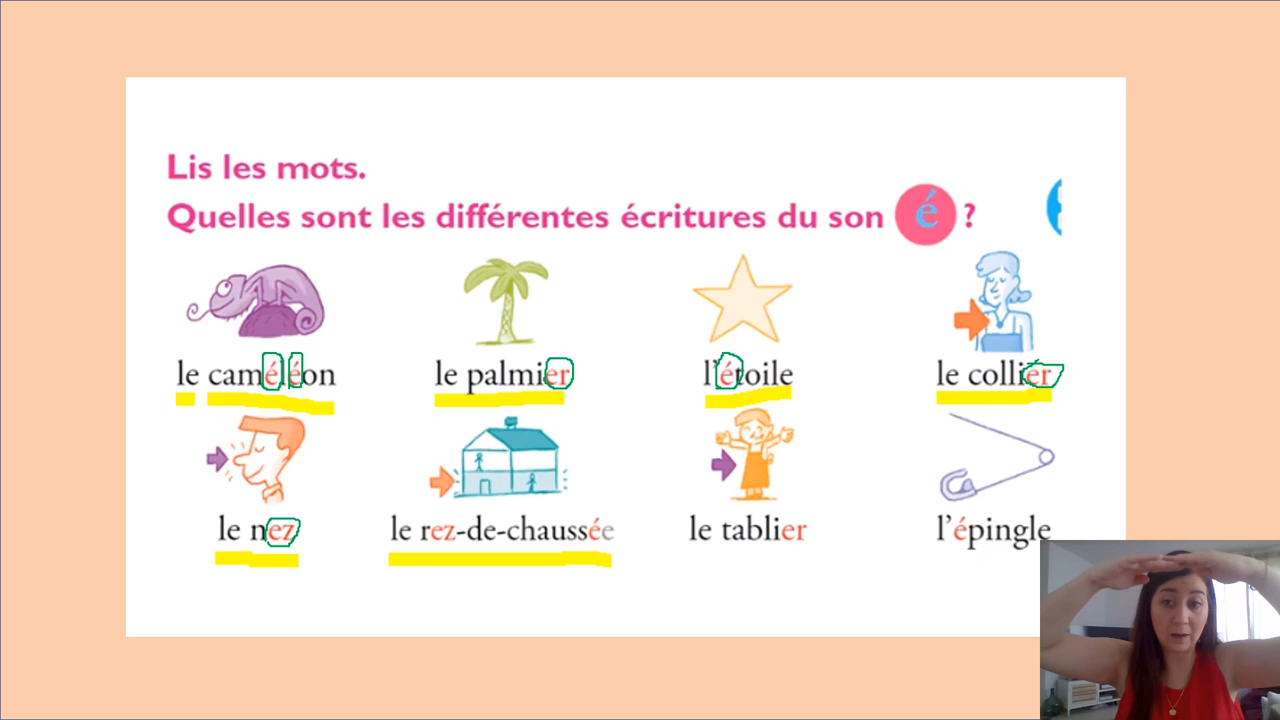 Lis les mots.
Quelles sont les différentes écritures du son é ?
le caméléon
le palmier
l'étoile
le collier
le nez
le rez-de-chaussée
le tablier
l'épingle